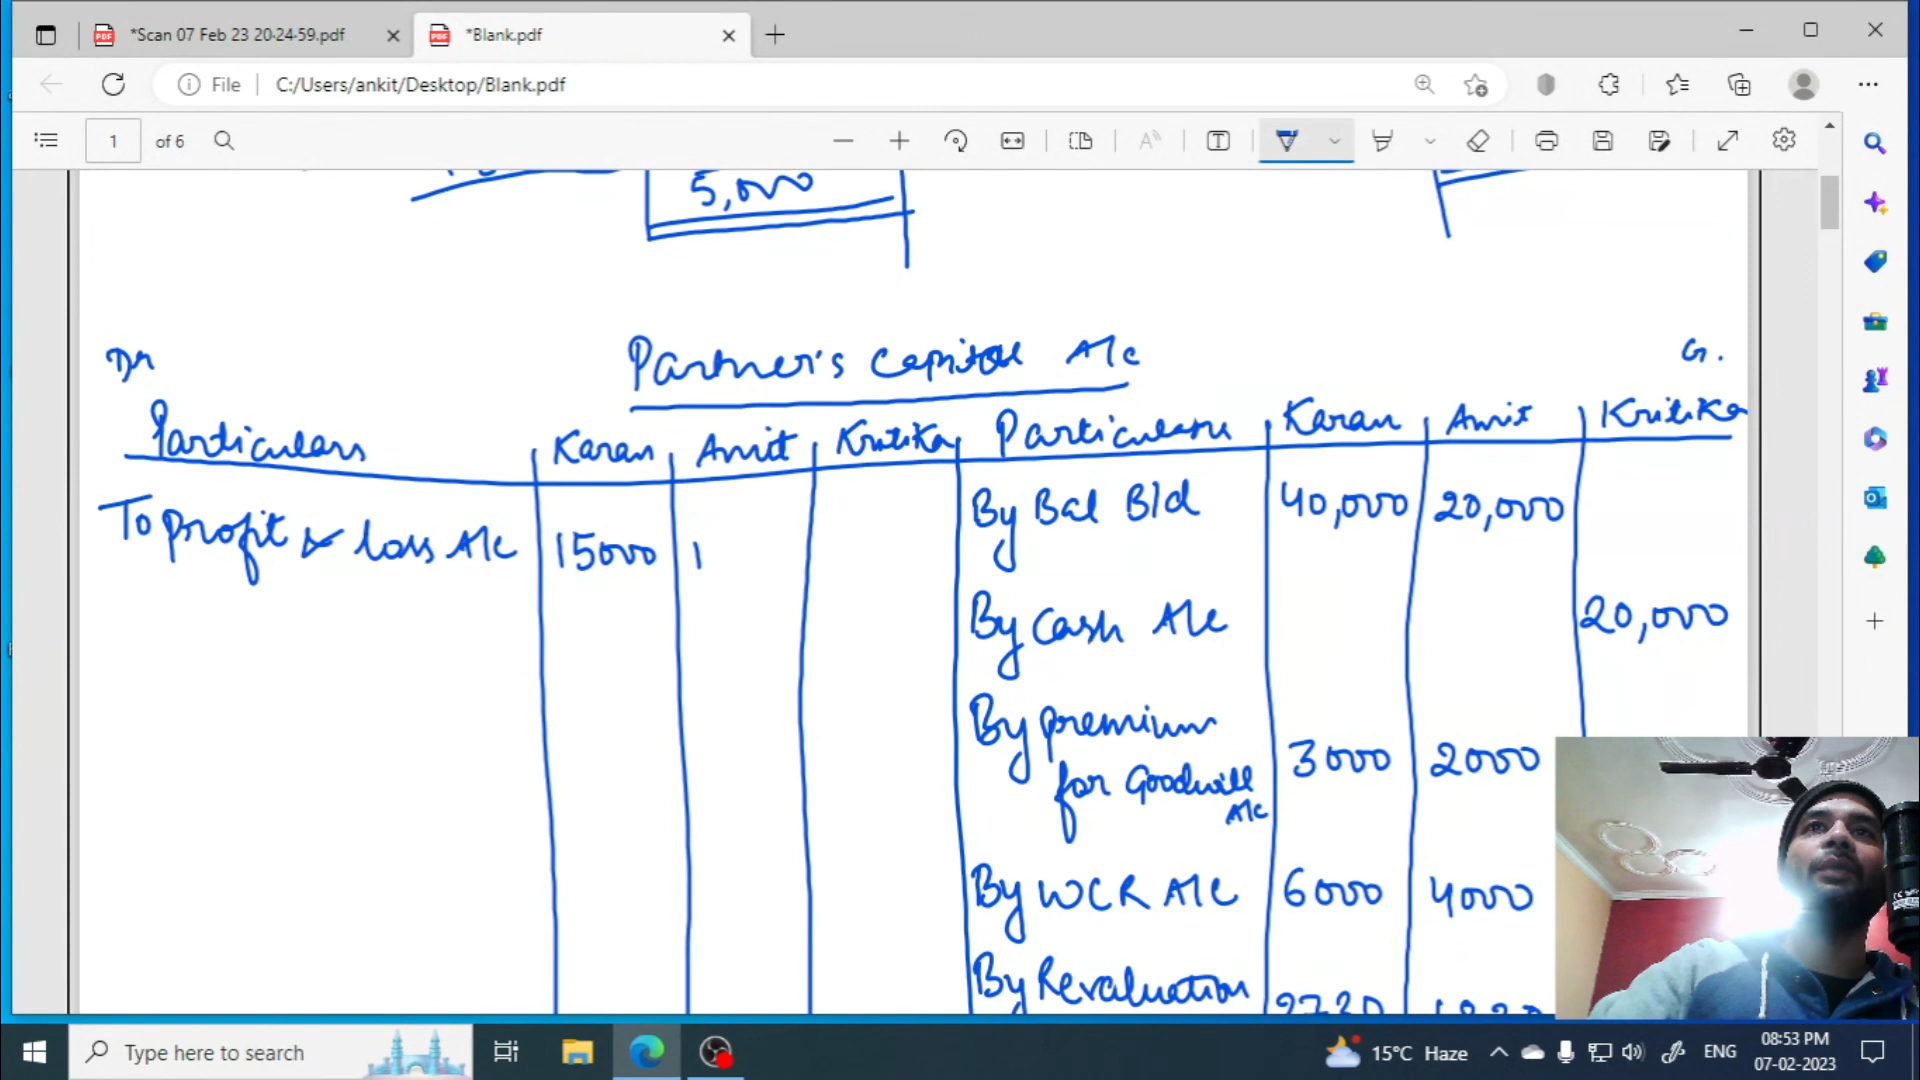 *Scan 07 Feb 23 20-24-59.pdf
*Blank.pdf
File
C:/Users/ankit/Desktop/Blank.pdf
1 of 6
5,000
Dr
Partner's capital A/c
Cr.
Particulars Karan Amit Kritika Particulars Karan Amit Kritika
To profit & loss A/c 15000 1
By Bal B/d 40,000 20,000
By Cash A/c 20,000
By premium for Goodwill A/c 3000 2000
By WCR A/c 6000 4000
By Revaluation
Type here to search
15°C Haze
ENG
08:53 PM
07-02-2023